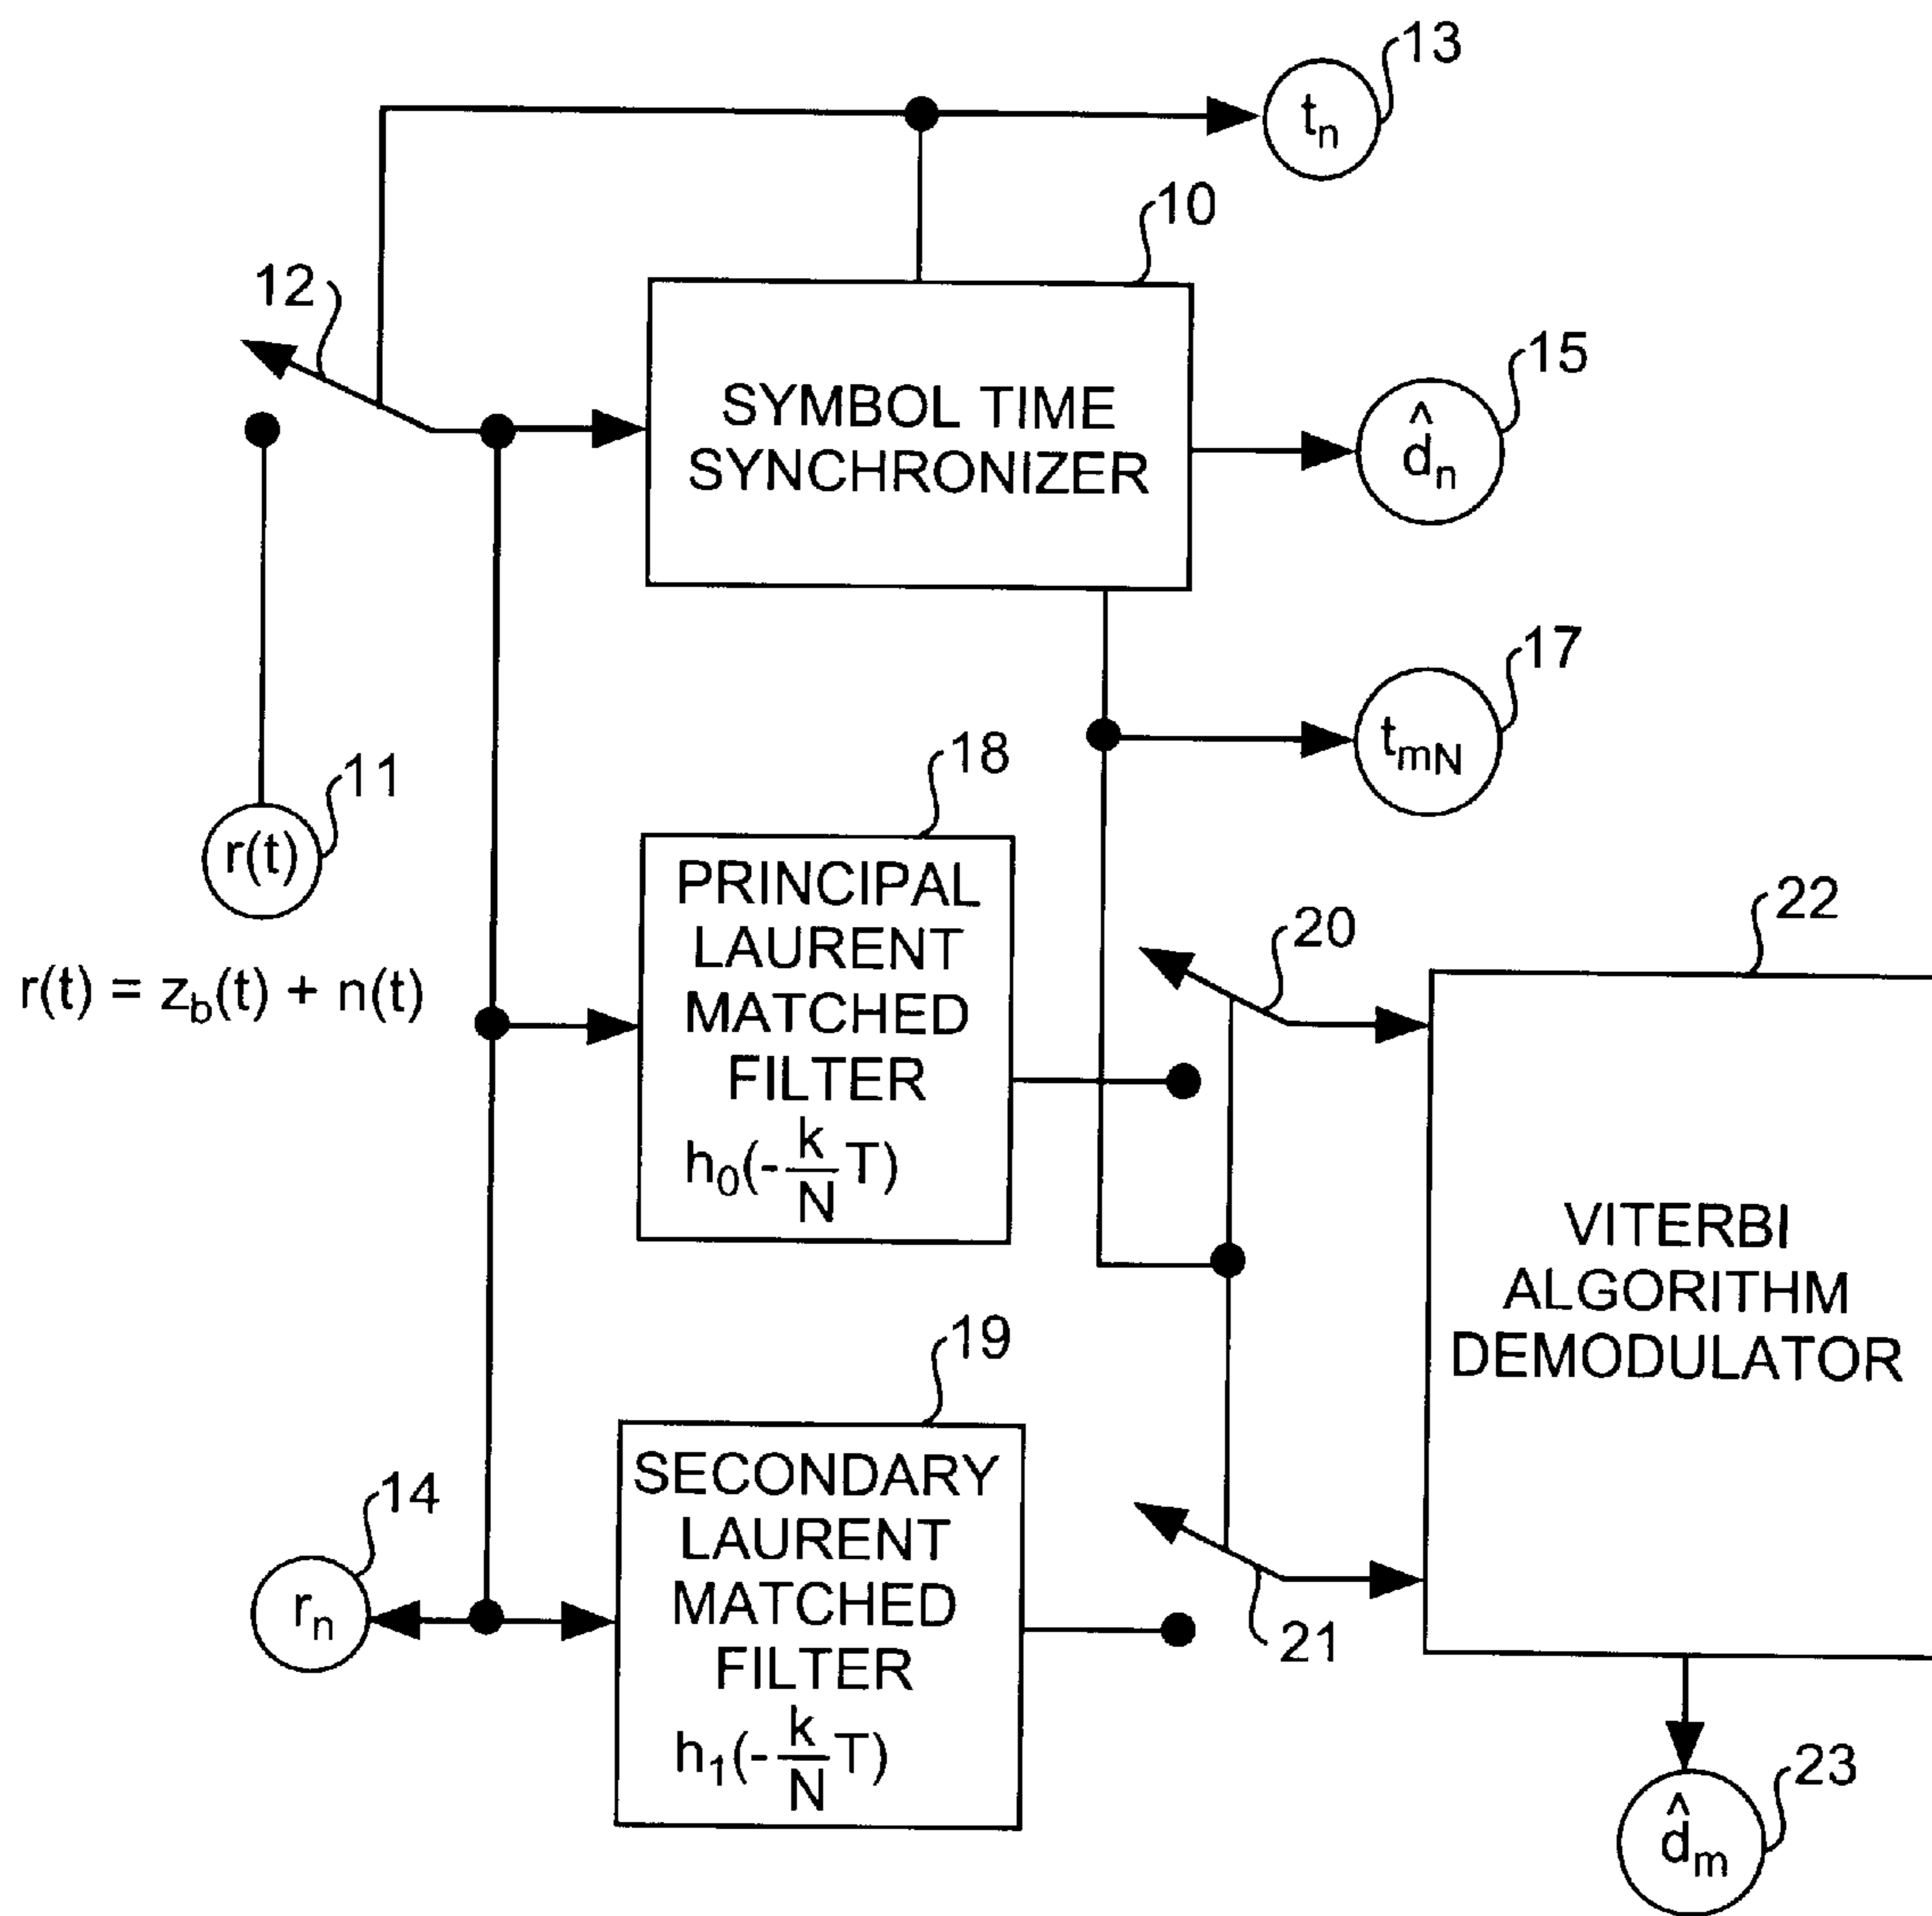 13
t_n
10
12
SYMBOL TIME
SYNCHRONIZER
15
d̂_n
17
t_mN
11
r(t)
r(t) = z_b(t) + n(t)
18
PRINCIPAL
LAURENT
MATCHED
FILTER
h_0(-k/N T)
20
22
VITERBI
ALGORITHM
DEMODULATOR
19
SECONDARY
LAURENT
MATCHED
FILTER
h_1(-k/N T)
14
r_n
21
23
d̂_m